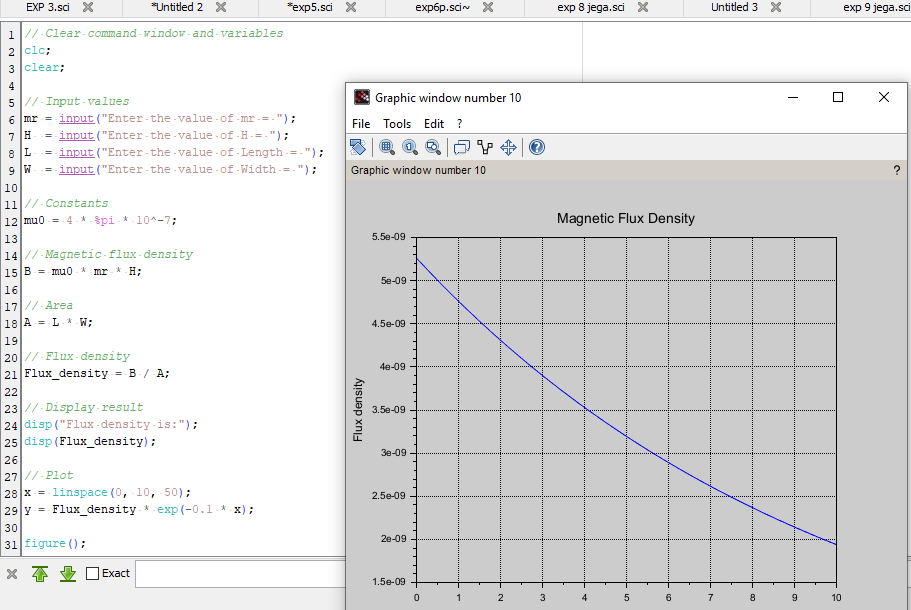 EXP 3.sci
*Untitled 2
*exp5.sci
exp6p.sci~
exp 8 jega.sci
Untitled 3
exp 9 jega.sci
1 // Clear command window and variables
2 clc;
3 clear;
4
5 // Input values
6 mr = input("Enter the value of mr = ");
7 H  = input("Enter the value of H = ");
8 L  = input("Enter the value of Length = ");
9 W  = input("Enter the value of Width = ");
10
11 // Constants
12 mu0 = 4 * %pi * 10^-7;
13
14 // Magnetic flux density
15 B = mu0 * mr * H;
16
17 // Area
18 A = L * W;
19
20 // Flux density
21 Flux_density = B / A;
22
23 // Display result
24 disp("Flux density is:");
25 disp(Flux_density);
26
27 // Plot
28 x = linspace(0, 10, 50);
29 y = Flux_density * exp(-0.1 * x);
30
31 figure();
Exact
Graphic window number 10
File Tools Edit ?
Graphic window number 10 ?
Magnetic Flux Density
5.5e-09
5e-09
4.5e-09
4e-09
3.5e-09
3e-09
2.5e-09
2e-09
1.5e-09
Flux density
0 1 2 3 4 5 6 7 8 9 10